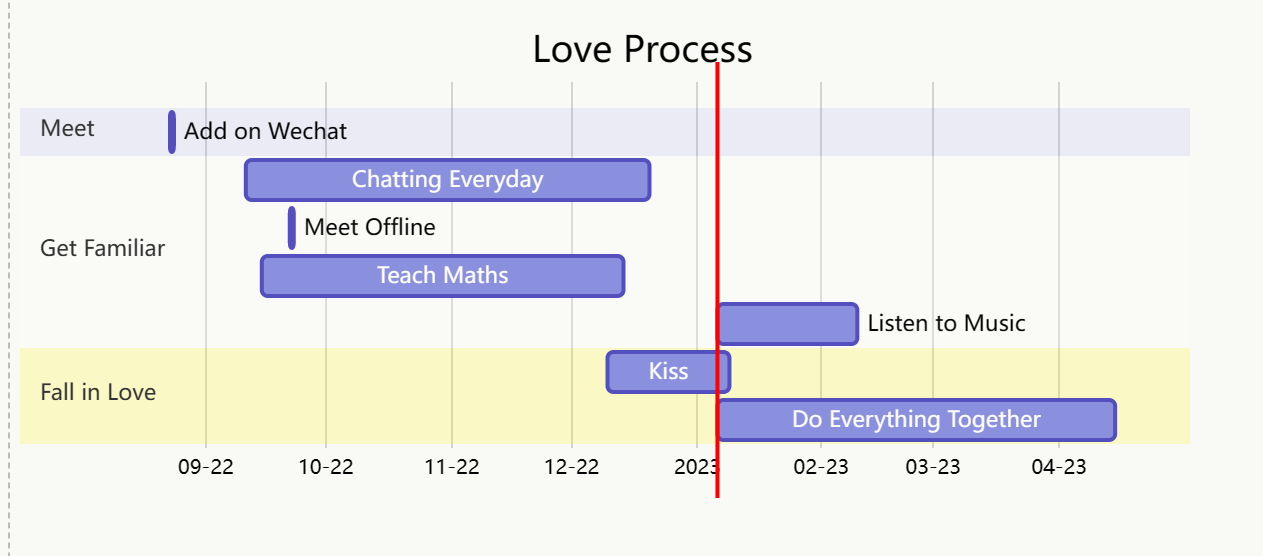 Love Process
Meet
Add on Wechat
Chatting Everyday
Meet Offline
Get Familiar
Teach Maths
Listen to Music
Kiss
Fall in Love
Do Everything Together
09-22 10-22 11-22 12-22 2023 02-23 03-23 04-23